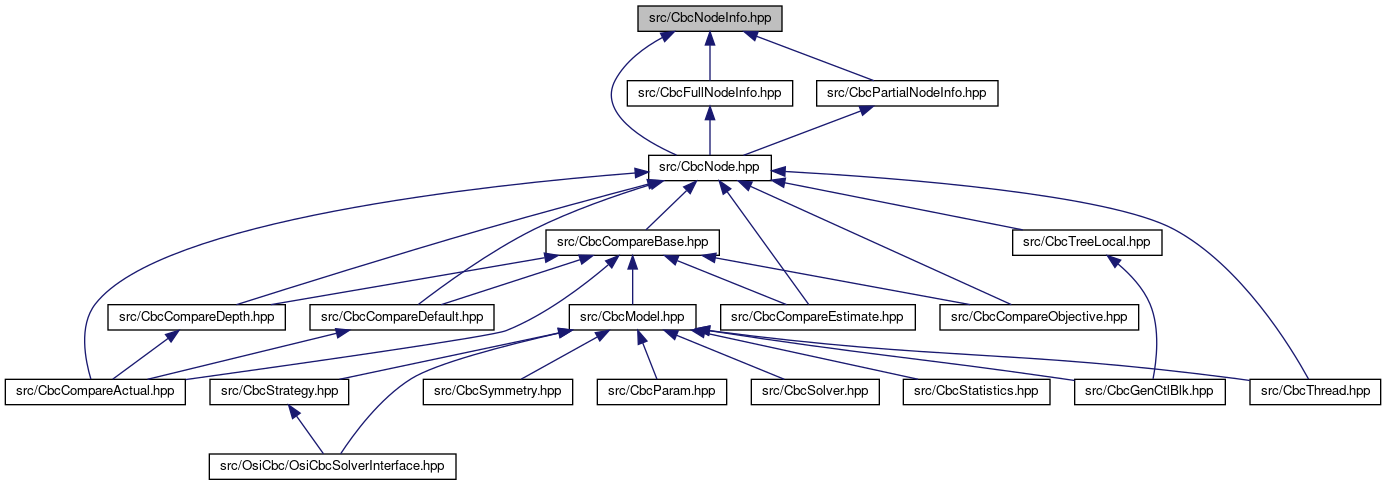 src/CbcNodeInfo.hpp
src/CbcFullNodeInfo.hpp
src/CbcPartialNodeInfo.hpp
src/CbcNode.hpp
src/CbcCompareBase.hpp
src/CbcTreeLocal.hpp
src/CbcCompareDepth.hpp
src/CbcCompareDefault.hpp
src/CbcModel.hpp
src/CbcCompareEstimate.hpp
src/CbcCompareObjective.hpp
src/CbcCompareActual.hpp
src/CbcStrategy.hpp
src/CbcSymmetry.hpp
src/CbcParam.hpp
src/CbcSolver.hpp
src/CbcStatistics.hpp
src/CbcGenCtlBlk.hpp
src/CbcThread.hpp
src/OsiCbc/OsiCbcSolverInterface.hpp